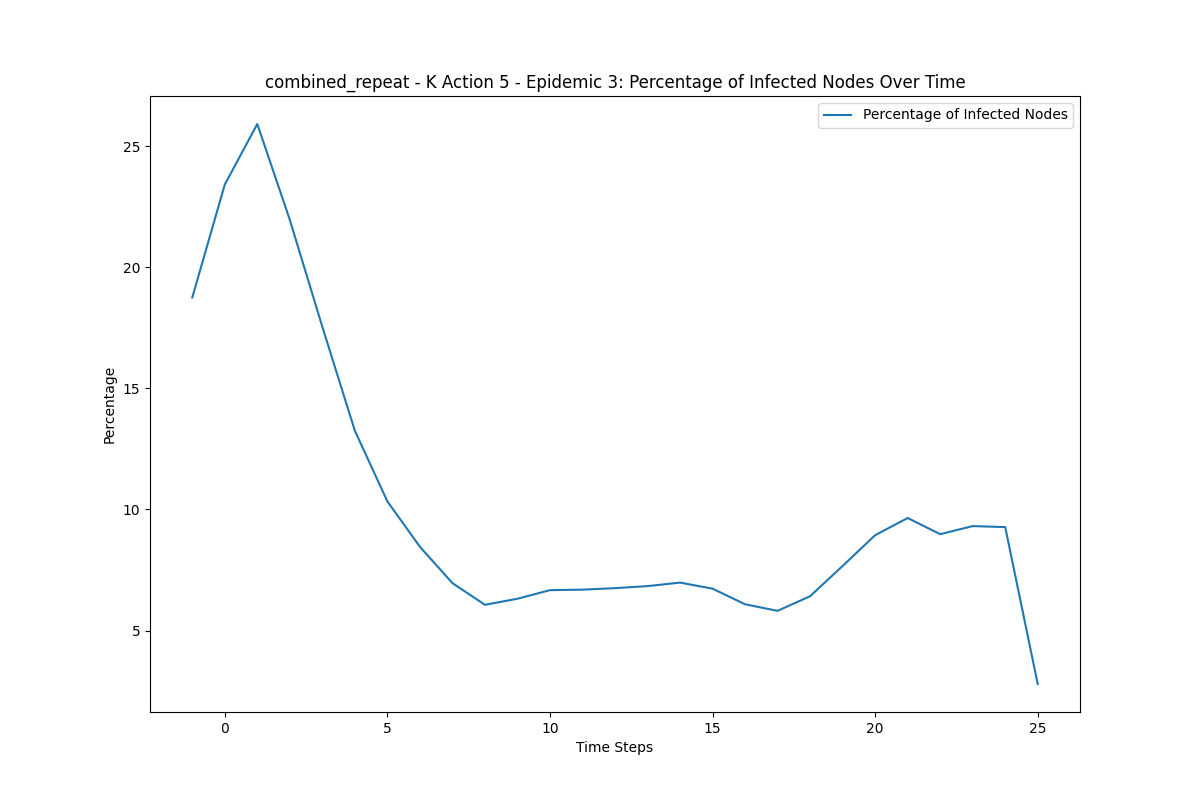 combined_repeat - K Action 5 - Epidemic 3: Percentage of Infected Nodes Over Time
Percentage of Infected Nodes
25
20
15
10
5
Percentage
0 5 10 15 20 25
Time Steps